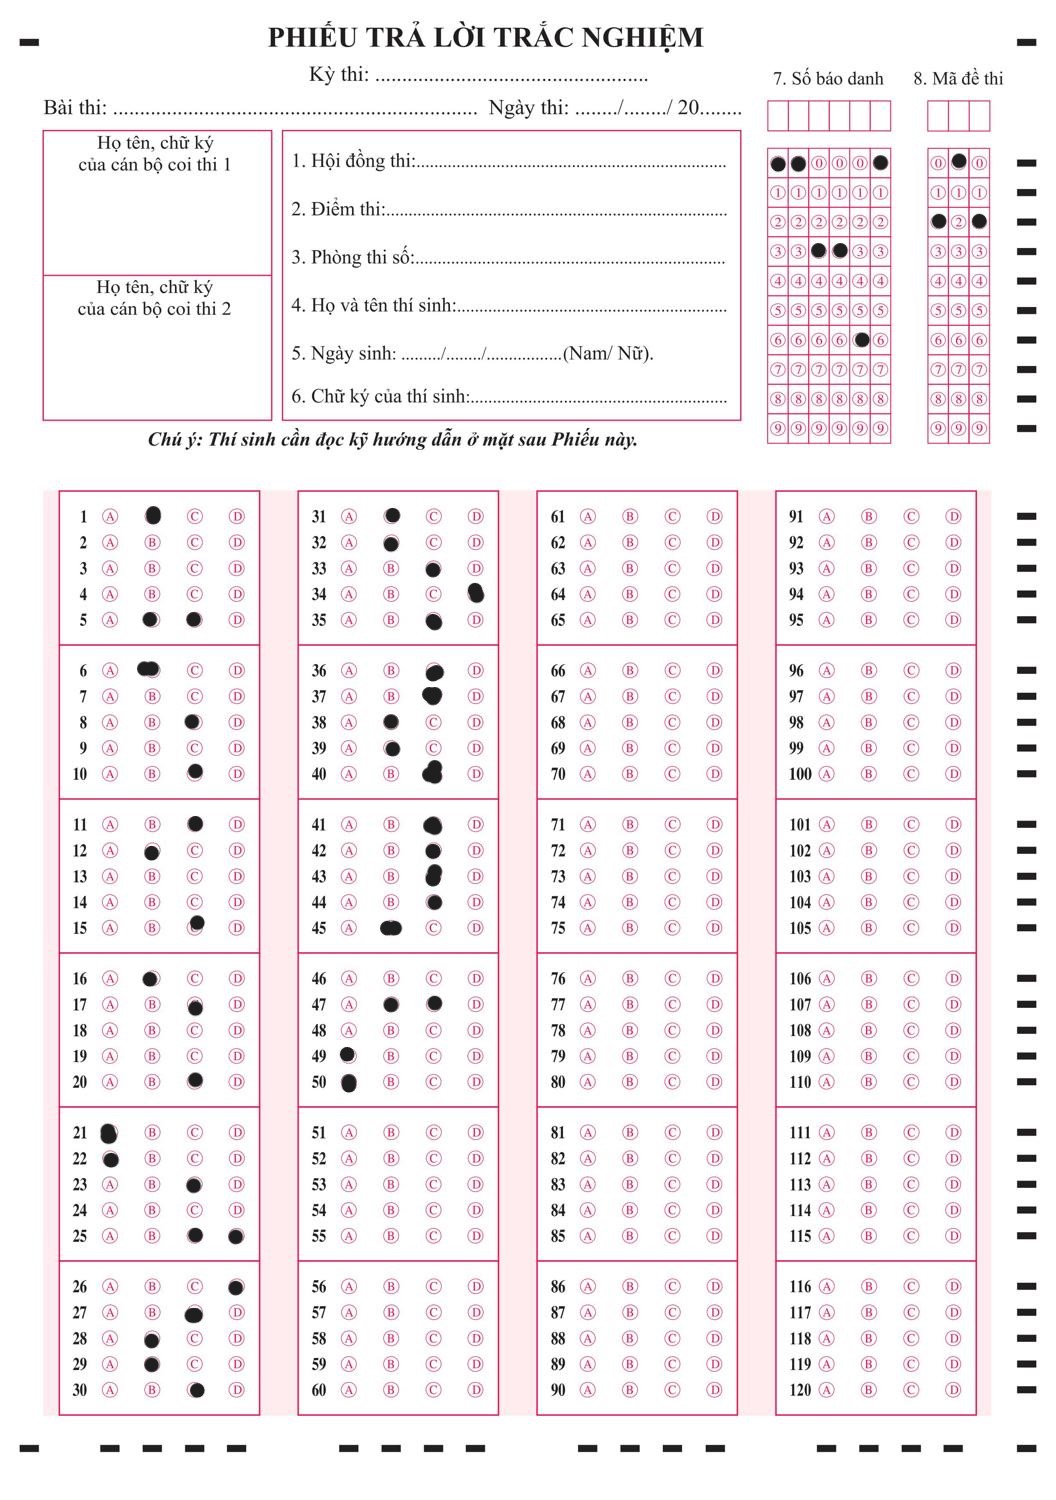 PHIẾU TRẢ LỜI TRẮC NGHIỆM
Kỳ thi: ...................................................
Bài thi: ..................................................................... Ngày thi: ......../......../ 20........
7. Số báo danh
8. Mã đề thi
Họ tên, chữ ký
của cán bộ coi thi 1
Họ tên, chữ ký
của cán bộ coi thi 2
1. Hội đồng thi:..................................................................
2. Điểm thi:........................................................................
3. Phòng thi số:..................................................................
4. Họ và tên thí sinh:.........................................................
5. Ngày sinh: ........./......../................(Nam/ Nữ).
6. Chữ ký của thí sinh:......................................................
0 0 0
1 1 1 1 1 1
2 2 2 2 2 2
3 3 3 3
4 4 4 4 4 4
5 5 5 5 5 5
6 6 6 6 6
7 7 7 7 7 7
8 8 8 8 8 8
9 9 9 9 9 9
0 0
1 1 1
2
3 3 3
4 4 4
5 5 5
6 6 6
7 7 7
8 8 8
9 9 9
Chú ý: Thí sinh cần đọc kỹ hướng dẫn ở mặt sau Phiếu này.
1 A C D
2 A B C D
3 A B C D
4 A B C D
5 A D
6 A C D
7 A B C D
8 A B D
9 A B C D
10 A B D
11 A B D
12 A C D
13 A B C D
14 A B C D
15 A B D
16 A C D
17 A B D
18 A B C D
19 A B C D
20 A B D
21 B C D
22 B C D
23 A B D
24 A B C D
25 A B
26 A B C
27 A B D
28 A C D
29 A C D
30 A B D
31 A C D
32 A C D
33 A B D
34 A B C
35 A B D
36 A B D
37 A B D
38 A C D
39 A C D
40 A B D
41 A B D
42 A B D
43 A B D
44 A B D
45 A C D
46 A B C D
47 A D
48 A B C D
49 B C D
50 B C D
51 A B C D
52 A B C D
53 A B C D
54 A B C D
55 A B C D
56 A B C D
57 A B C D
58 A B C D
59 A B C D
60 A B C D
61 A B C D
62 A B C D
63 A B C D
64 A B C D
65 A B C D
66 A B C D
67 A B C D
68 A B C D
69 A B C D
70 A B C D
71 A B C D
72 A B C D
73 A B C D
74 A B C D
75 A B C D
76 A B C D
77 A B C D
78 A B C D
79 A B C D
80 A B C D
81 A B C D
82 A B C D
83 A B C D
84 A B C D
85 A B C D
86 A B C D
87 A B C D
88 A B C D
89 A B C D
90 A B C D
91 A B C D
92 A B C D
93 A B C D
94 A B C D
95 A B C D
96 A B C D
97 A B C D
98 A B C D
99 A B C D
100 A B C D
101 A B C D
102 A B C D
103 A B C D
104 A B C D
105 A B C D
106 A B C D
107 A B C D
108 A B C D
109 A B C D
110 A B C D
111 A B C D
112 A B C D
113 A B C D
114 A B C D
115 A B C D
116 A B C D
117 A B C D
118 A B C D
119 A B C D
120 A B C D